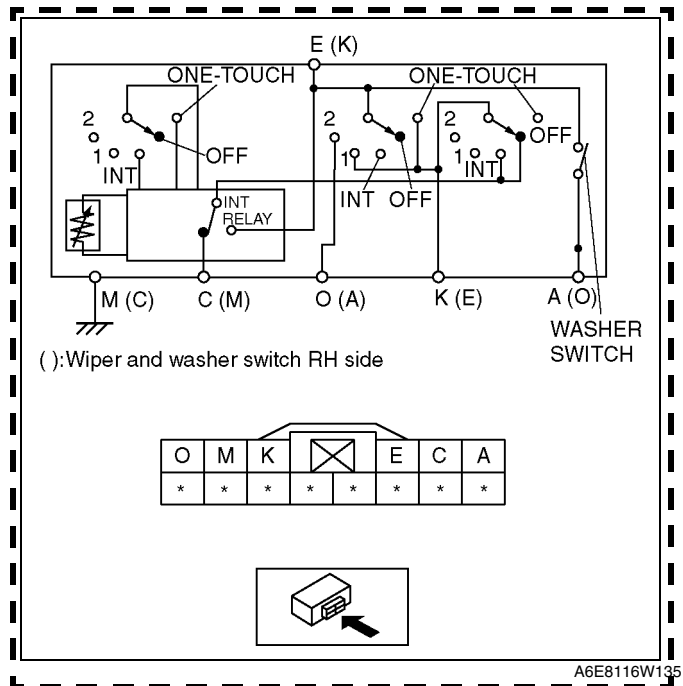 E (K)
ONE-TOUCH
ONE-TOUCH
2
1
INT
OFF
2
1
INT
OFF
2
1
INT
OFF
INT
RELAY
M (C)
C (M)
O (A)
K (E)
A (O)
WASHER
SWITCH
( ):Wiper and washer switch RH side
O M K E C A
* * * * * * * *
A6E8116W135